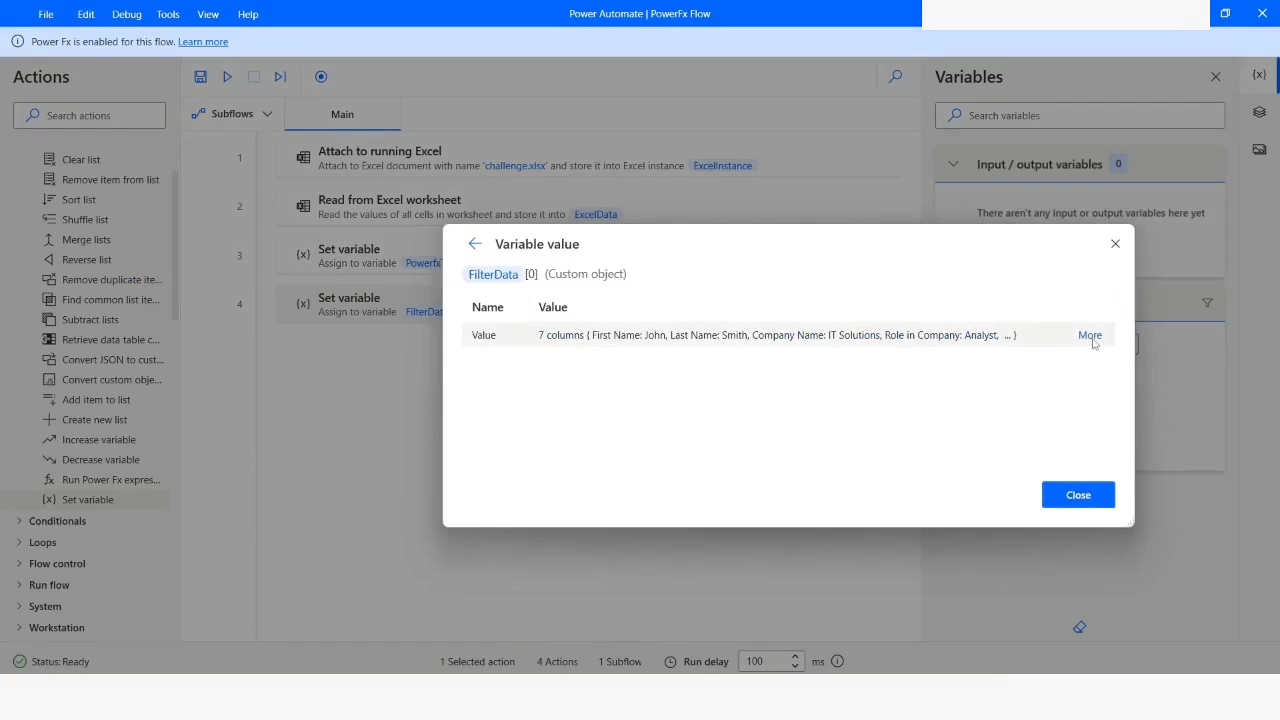 File Edit Debug Tools View Help
Power Automate | PowerFx Flow
Power Fx is enabled for this flow. Learn more
Actions
Search actions
Clear list
Remove item from list
Sort list
Shuffle list
Merge lists
Reverse list
Remove duplicate ite...
Find common list ite...
Subtract lists
Retrieve data table c...
Convert JSON to cust...
Convert custom obje...
Add item to list
Create new list
Increase variable
Decrease variable
Run Power Fx expres...
{x} Set variable
Conditionals
Loops
Flow control
Run flow
System
Workstation
Subflows
Main
1
Attach to running Excel
Attach to Excel document with name 'challenge.xlsx' and store it into Excel instance ExcelInstance
2
Read from Excel worksheet
Read the values of all cells in worksheet and store it into ExcelData
3
{x} Set variable
Assign to variable Powerfx
4
{x} Set variable
Assign to variable FilterDat
Variable value
FilterData [0] (Custom object)
Name Value
Value 7 columns { First Name: John, Last Name: Smith, Company Name: IT Solutions, Role in Company: Analyst, ... } More
Close
Variables
{x}
Search variables
Input / output variables 0
There aren't any input or output variables here yet
Status: Ready
1 Selected action
4 Actions
1 Subflow
Run delay 100 ms